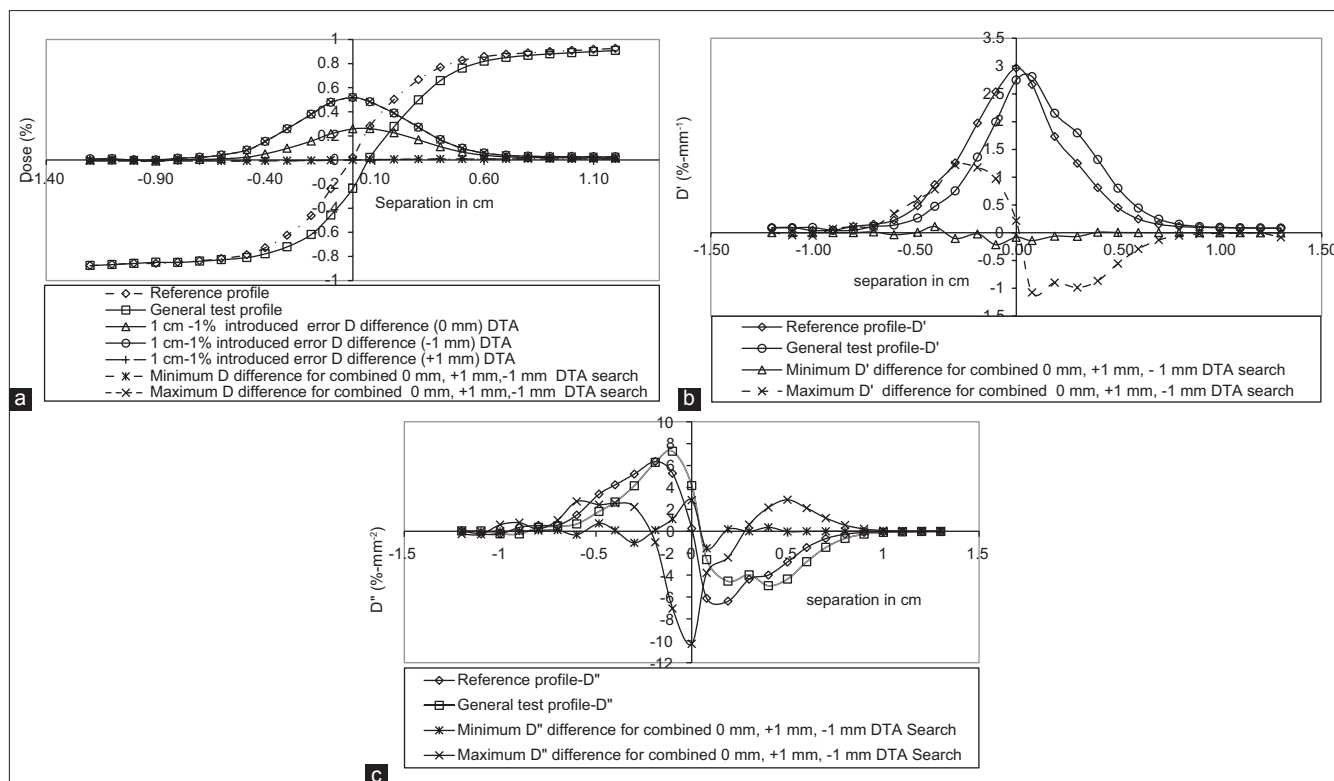 1
0.8
0.6
0.4
0.2
0
-0.2
-0.4
-0.6
-0.8
-1
-1.40
-0.90
-0.40
0.10
0.60
1.10
Dose (%)
Separation in cm
Reference profile
General test profile
1 cm -1% introduced error D difference (0 mm) DTA
1 cm-1% introduced error D difference (-1 mm) DTA
1 cm-1% introduced error D difference (+1 mm) DTA
Minimum D difference for combined 0 mm, +1 mm,-1 mm DTA search
Maximum D difference for combined 0 mm, +1 mm,-1 mm DTA search
a
3.5
3
2.5
2
1.5
1
0.5
0
-0.5
-1
-1.5
-1.50
-1.00
-0.50
0.00
0.50
1.00
1.50
D' (%-mm-1)
separation in cm
Reference profile-D'
General test profile-D'
Minimum D' difference for combined 0 mm, +1 mm, - 1 mm DTA search
Maximum D' difference for combined 0 mm, +1 mm, -1 mm DTA search
b
10
8
6
4
2
0
-2
-4
-6
-8
-10
-12
-1.5
-1
-0.5
0
0.5
1
1.5
D" (%-mm-2)
separation in cm
Reference profile-D"
General test profile-D"
Minimum D" difference for combined 0 mm, +1 mm, -1 mm DTA Search
Maximum D" difference for combined 0 mm, +1 mm, -1 mm DTA Search
c